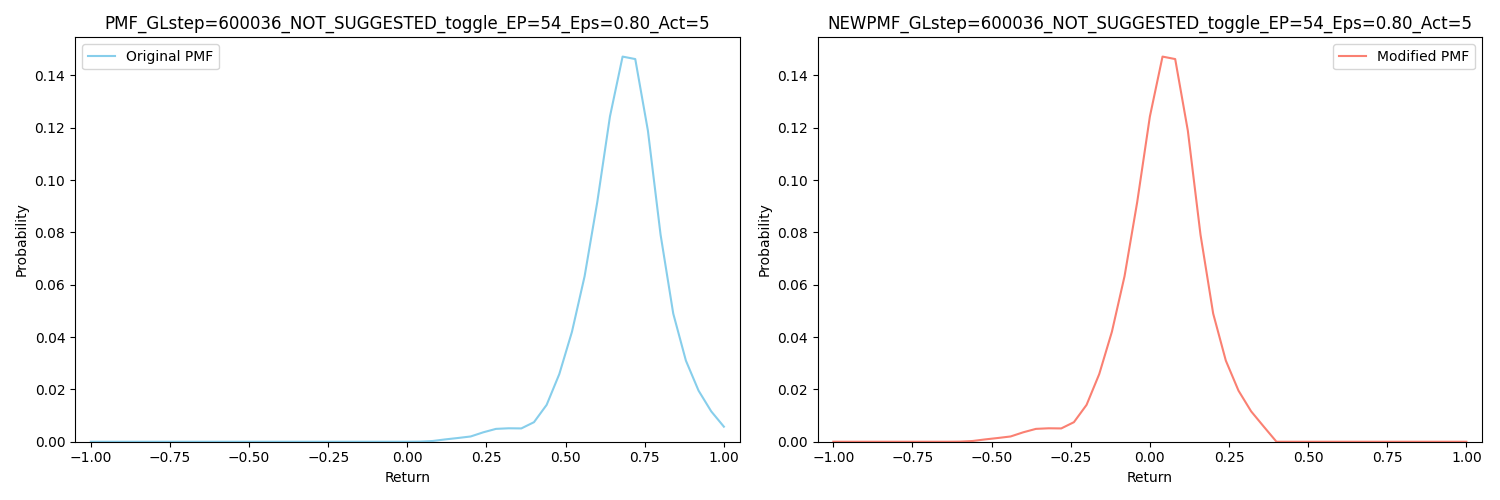 PMF_GLstep=600036_NOT_SUGGESTED_toggle_EP=54_Eps=0.80_Act=5
Original PMF
Probability
0.14
0.12
0.10
0.08
0.06
0.04
0.02
0.00
−1.00 −0.75 −0.50 −0.25 0.00 0.25 0.50 0.75 1.00
Return
NEWPMF_GLstep=600036_NOT_SUGGESTED_toggle_EP=54_Eps=0.80_Act=5
Modified PMF
Probability
0.14
0.12
0.10
0.08
0.06
0.04
0.02
0.00
−1.00 −0.75 −0.50 −0.25 0.00 0.25 0.50 0.75 1.00
Return